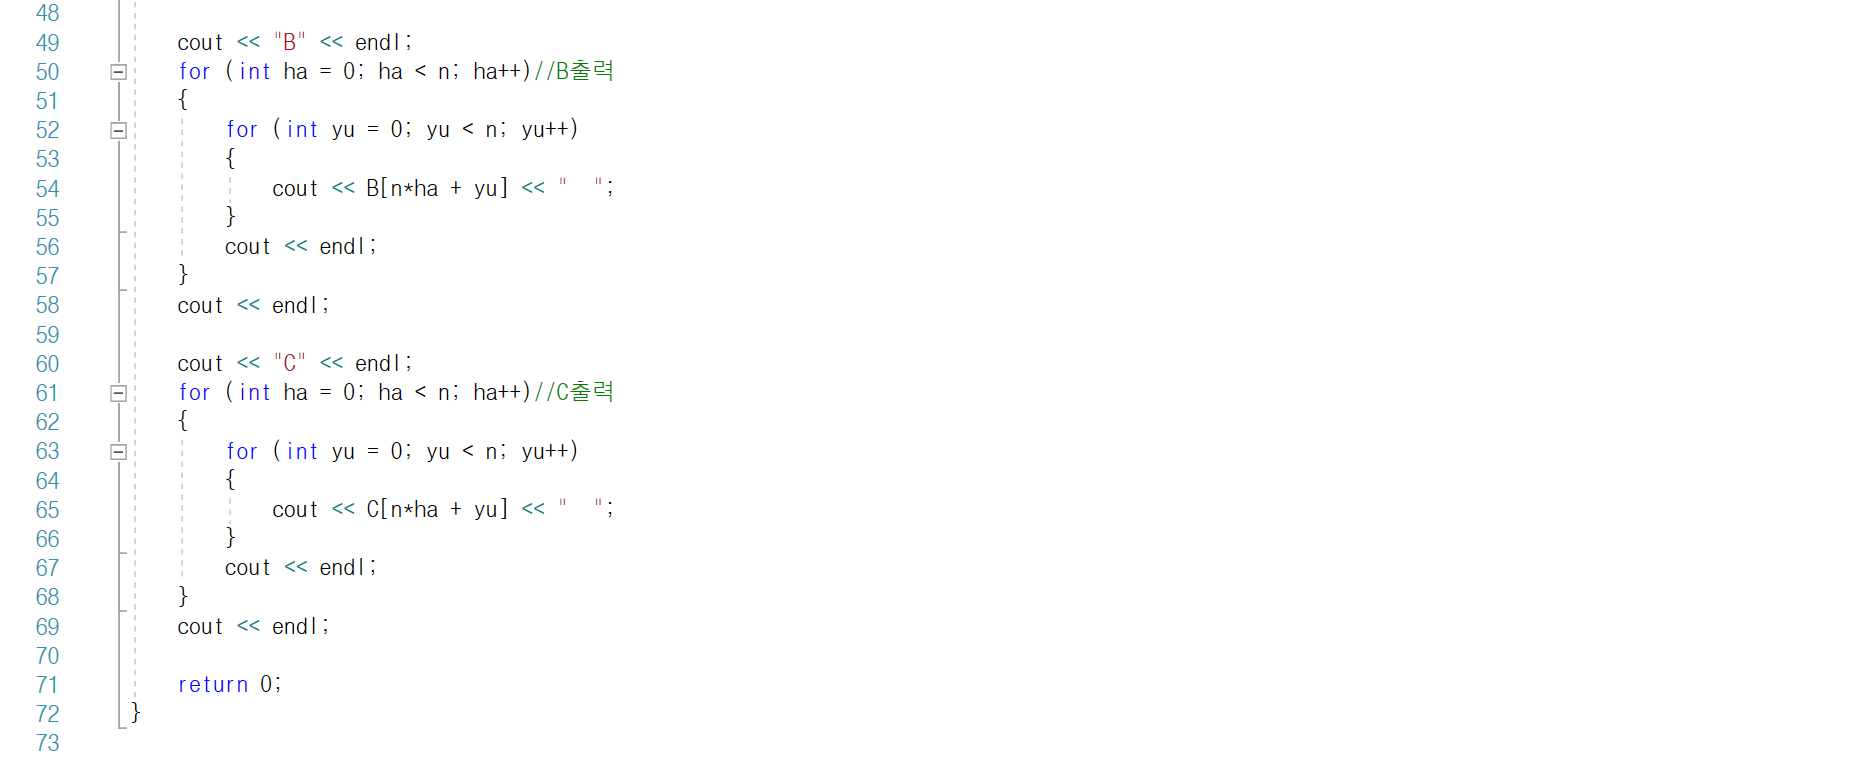 48
49 cout << "B" << endl;
50 for (int ha = 0; ha < n; ha++)//B출력
51 {
52 for (int yu = 0; yu < n; yu++)
53 {
54 cout << B[n*ha + yu] << "  ";
55 }
56 cout << endl;
57 }
58 cout << endl;
59
60 cout << "C" << endl;
61 for (int ha = 0; ha < n; ha++)//C출력
62 {
63 for (int yu = 0; yu < n; yu++)
64 {
65 cout << C[n*ha + yu] << "  ";
66 }
67 cout << endl;
68 }
69 cout << endl;
70
71 return 0;
72 }
73